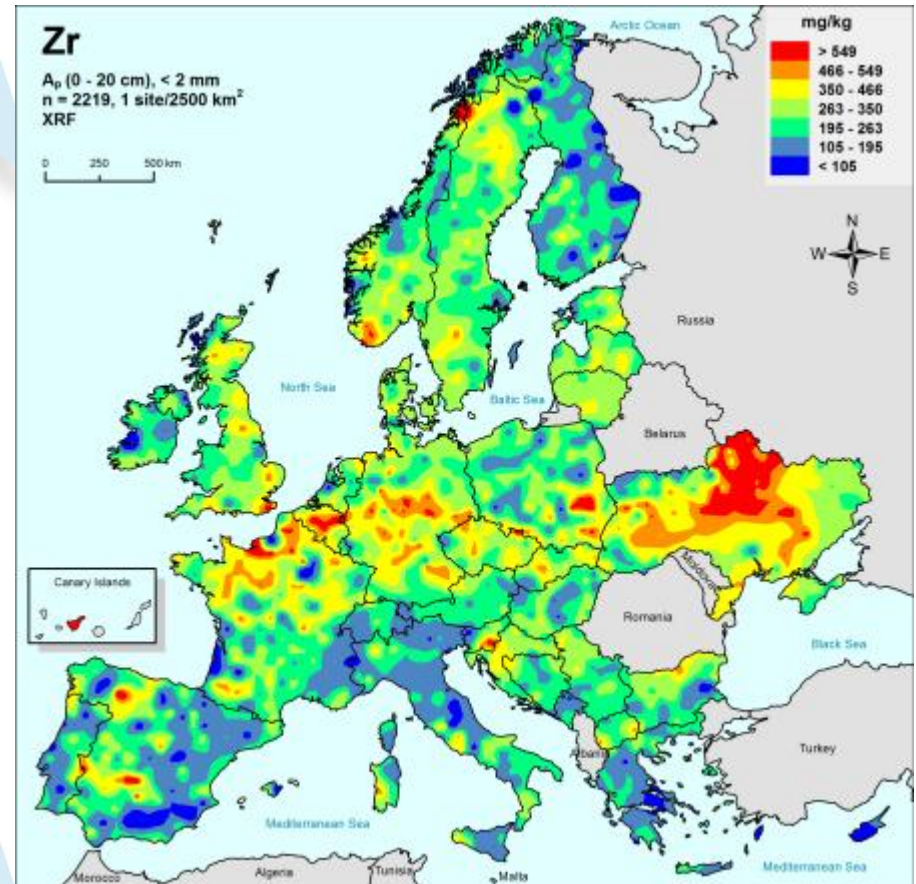 Zr
Aₚ (0 - 20 cm), < 2 mm
n = 2219, 1 site/2500 km²
XRF
0 250 500 km
mg/kg
> 549
466 - 549
350 - 466
263 - 350
195 - 263
105 - 195
< 105
Arctic Ocean
N
W E
S
Russia
North Sea
Baltic Sea
Belarus
Canary Islands
Moldova
Romania
Black Sea
Albania
Turkey
Mediterranean Sea
Mediterranean Sea
Morocco
Algeria
Tunisia
Malta